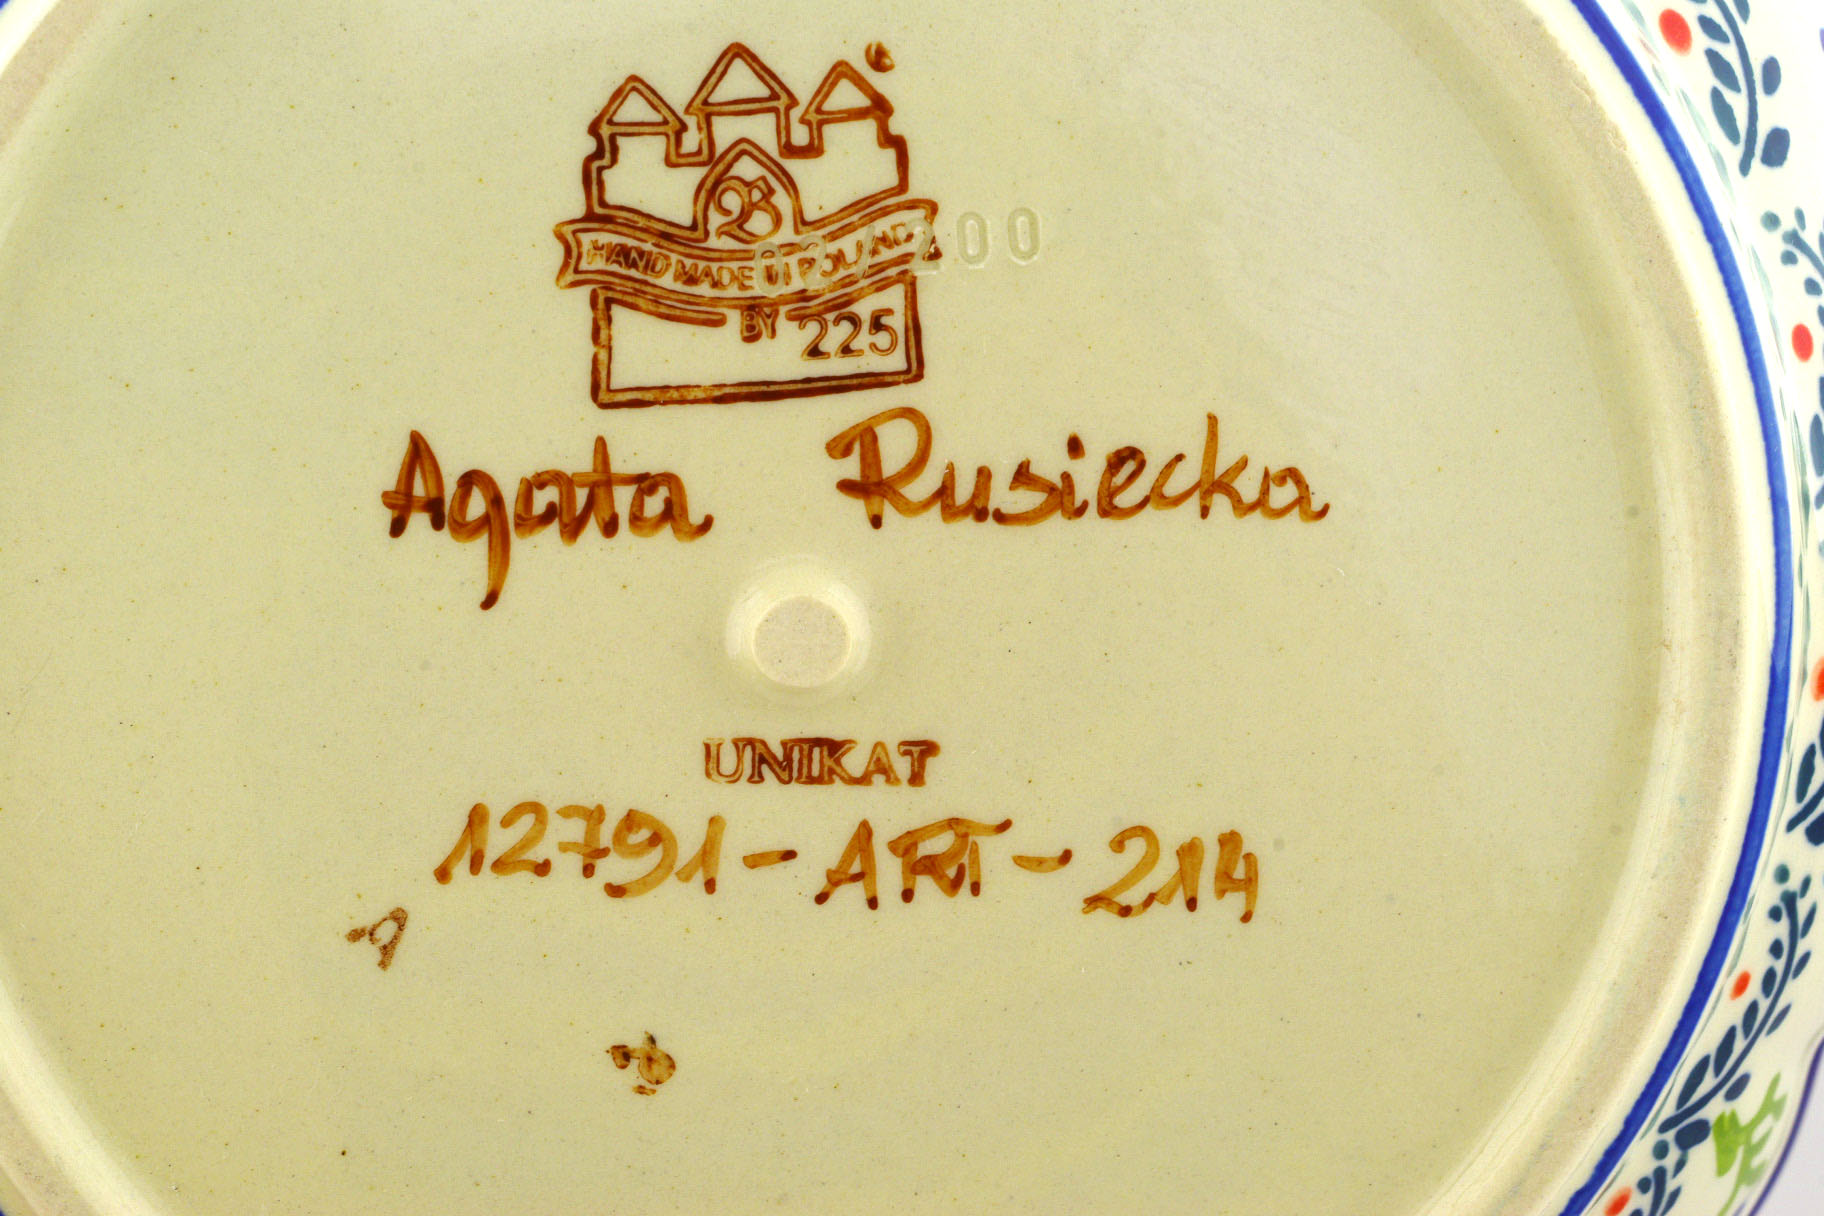 B
HAND MADE IN POLAND
BY 225
Agata Rusiecka
UNIKAT
12791-ART-214